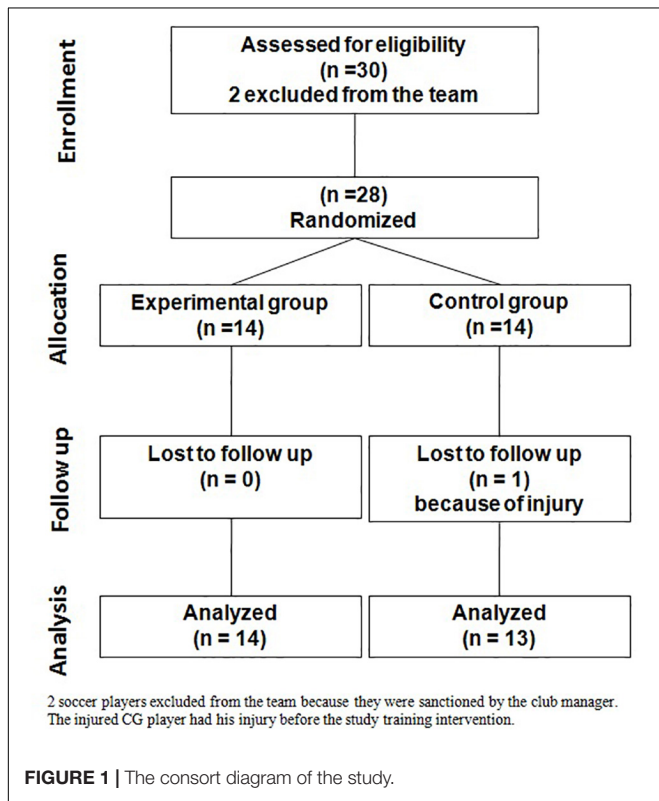 Enrollment
Assessed for eligibility
(n =30)
2 excluded from the team
(n =28)
Randomized
Allocation
Experimental group
(n =14)
Control group
(n =14)
Follow up
Lost to follow up
(n = 0)
Lost to follow up
(n = 1)
because of injury
Analysis
Analyzed
(n = 14)
Analyzed
(n = 13)
2 soccer players excluded from the team because they were sanctioned by the club manager.
The injured CG player had his injury before the study training intervention.
FIGURE 1 | The consort diagram of the study.